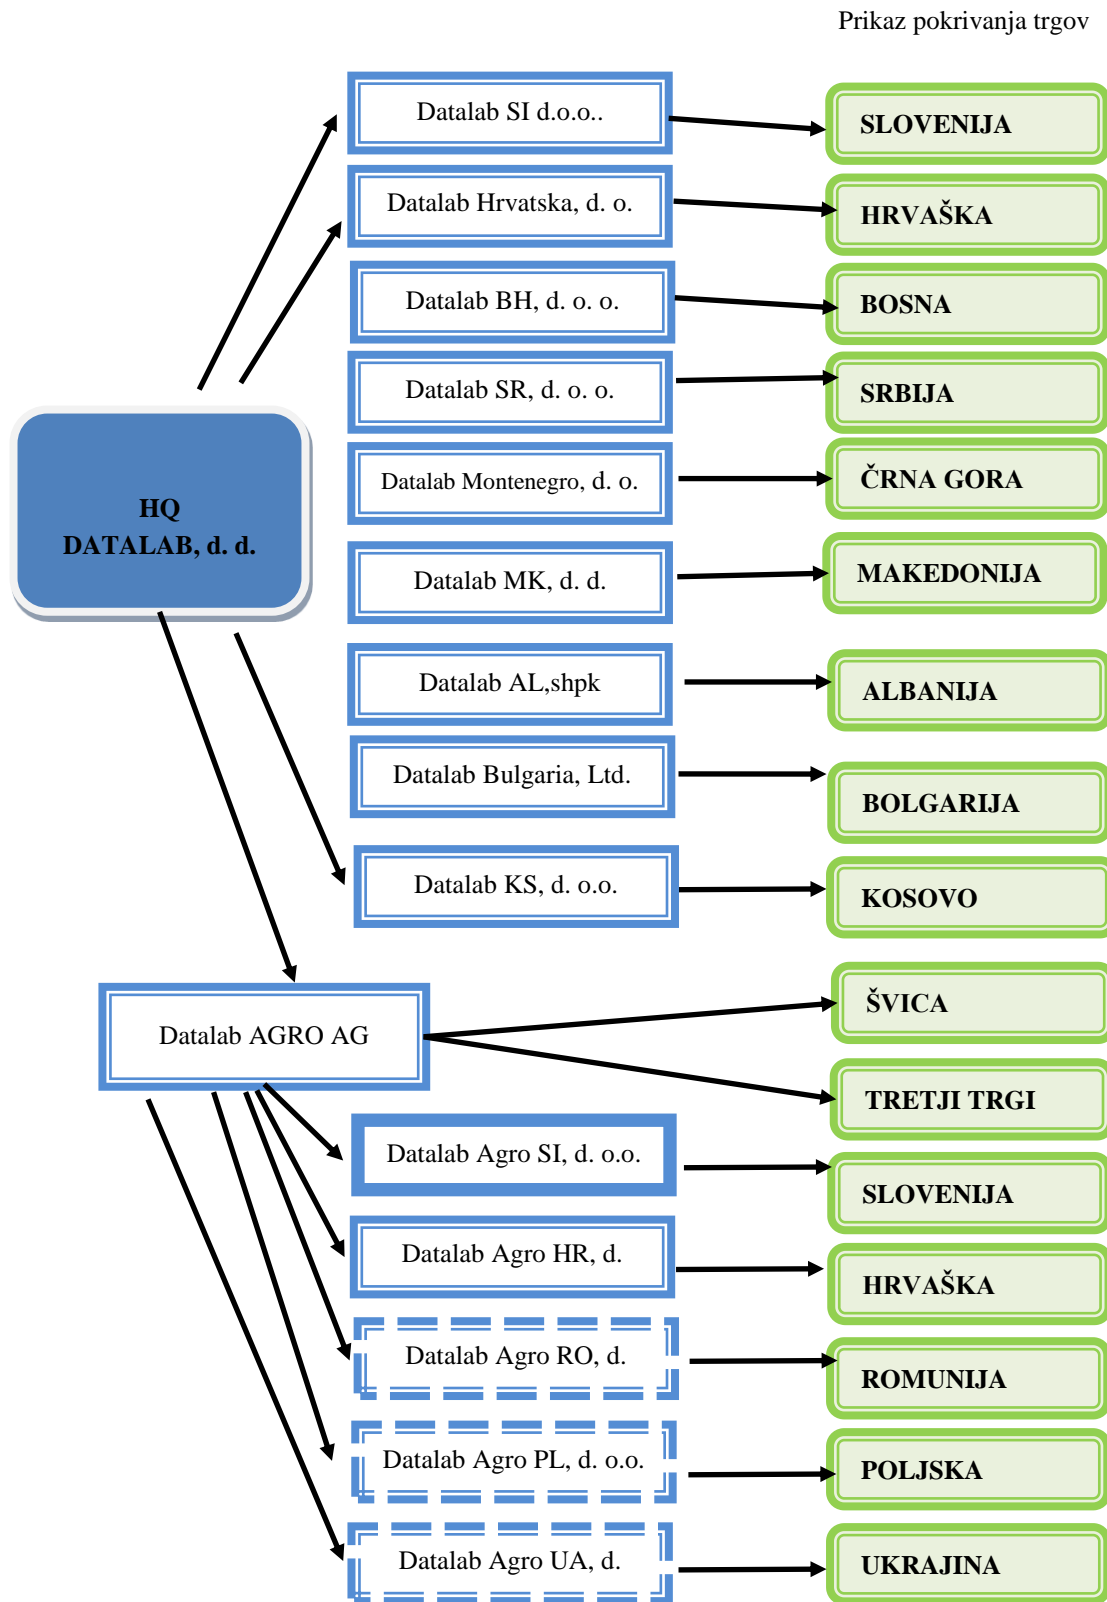 Prikaz pokrivanja trgov
Datalab SI d.o.o..
SLOVENIJA
Datalab Hrvatska, d. o.
HRVAŠKA
Datalab BH, d. o. o.
BOSNA
Datalab SR, d. o. o.
SRBIJA
Datalab Montenegro, d. o.
ČRNA GORA
HQ
DATALAB, d. d.
Datalab MK, d. d.
MAKEDONIJA
Datalab AL,shpk
ALBANIJA
Datalab Bulgaria, Ltd.
BOLGARIJA
Datalab KS, d. o.o.
KOSOVO
Datalab AGRO AG
ŠVICA
TRETJI TRGI
Datalab Agro SI, d. o.o.
SLOVENIJA
Datalab Agro HR, d.
HRVAŠKA
Datalab Agro RO, d.
ROMUNIJA
Datalab Agro PL, d. o.o.
POLJSKA
Datalab Agro UA, d.
UKRAJINA